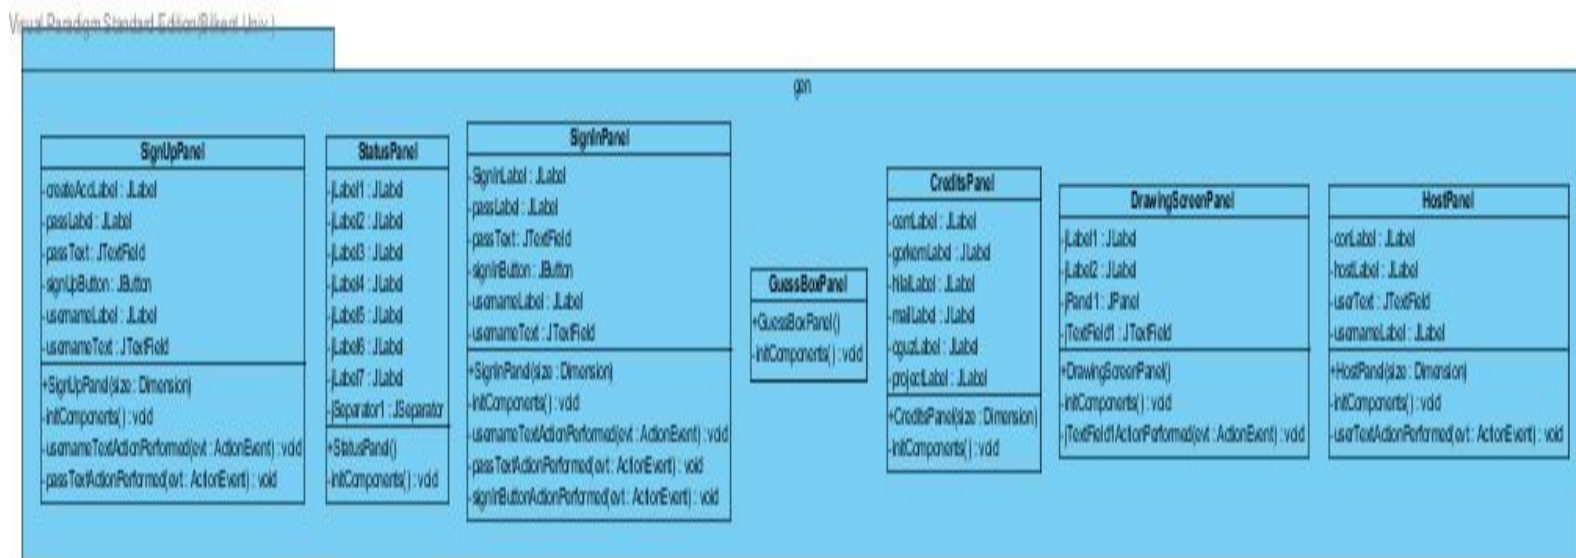 Visual Paradigm Standard Edition(Bilkent Univ.)
SignUpPanel
-createAccLabel : JLabel
-passLabel : JLabel
-passText : JTextField
-signUpButton : JButton
-usernameLabel : JLabel
-usernameText : JTextField
+SignUpPanel(size : Dimension)
-initComponents() : void
-usernameTextActionPerformed(evt : ActionEvent) : void
-passTextActionPerformed(evt : ActionEvent) : void
StatusPanel
-jLabel1 : JLabel
-jLabel2 : JLabel
-jLabel3 : JLabel
-jLabel4 : JLabel
-jLabel5 : JLabel
-jLabel6 : JLabel
-jLabel7 : JLabel
-jSeparator1 : JSeparator
+StatusPanel()
-initComponents() : void
SignInPanel
-SignInLabel : JLabel
-passLabel : JLabel
-passText : JTextField
-signInButton : JButton
-usernameLabel : JLabel
-usernameText : JTextField
+SignInPanel(size : Dimension)
-initComponents() : void
-usernameTextActionPerformed(evt : ActionEvent) : void
-passTextActionPerformed(evt : ActionEvent) : void
-signInButtonActionPerformed(evt : ActionEvent) : void
GuessBoxPanel
+GuessBoxPanel()
-initComponents() : void
CreditsPanel
-cemLabel : JLabel
-gorkemLabel : JLabel
-hilalLabel : JLabel
-mailLabel : JLabel
-oguzLabel : JLabel
-projectLabel : JLabel
+CreditsPanel(size : Dimension)
-initComponents() : void
DrawingScreenPanel
-jLabel1 : JLabel
-jLabel2 : JLabel
-jPanel1 : JPanel
-jTextField1 : JTextField
+DrawingScreenPanel()
-initComponents() : void
-jTextField1ActionPerformed(evt : ActionEvent) : void
HostPanel
-conLabel : JLabel
-hostLabel : JLabel
-userText : JTextField
-usernameLabel : JLabel
+HostPanel(size : Dimension)
-initComponents() : void
-userTextActionPerformed(evt : ActionEvent) : void